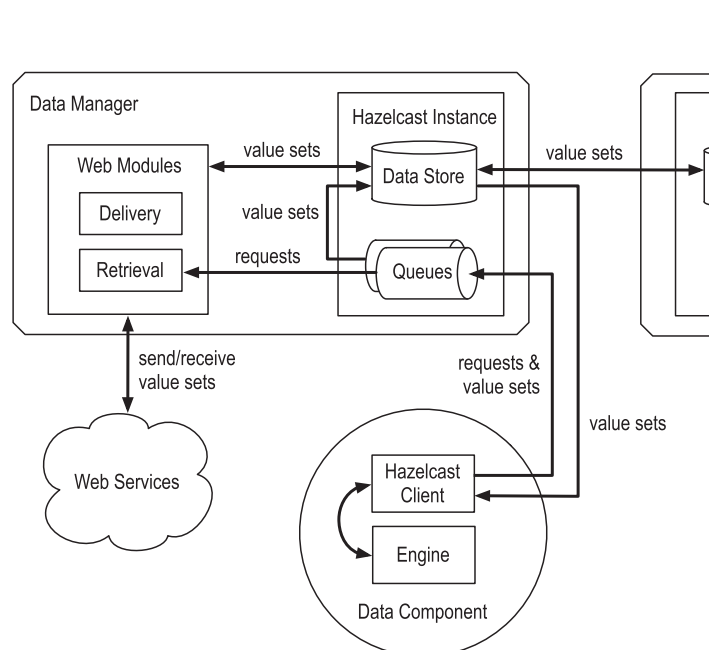 Data Manager
Hazelcast Instance
Web Modules
value sets
Data Store
value sets
Delivery
value sets
Retrieval
requests
Queues
send/receive
value sets
requests &
value sets
value sets
Web Services
Hazelcast
Client
Engine
Data Component